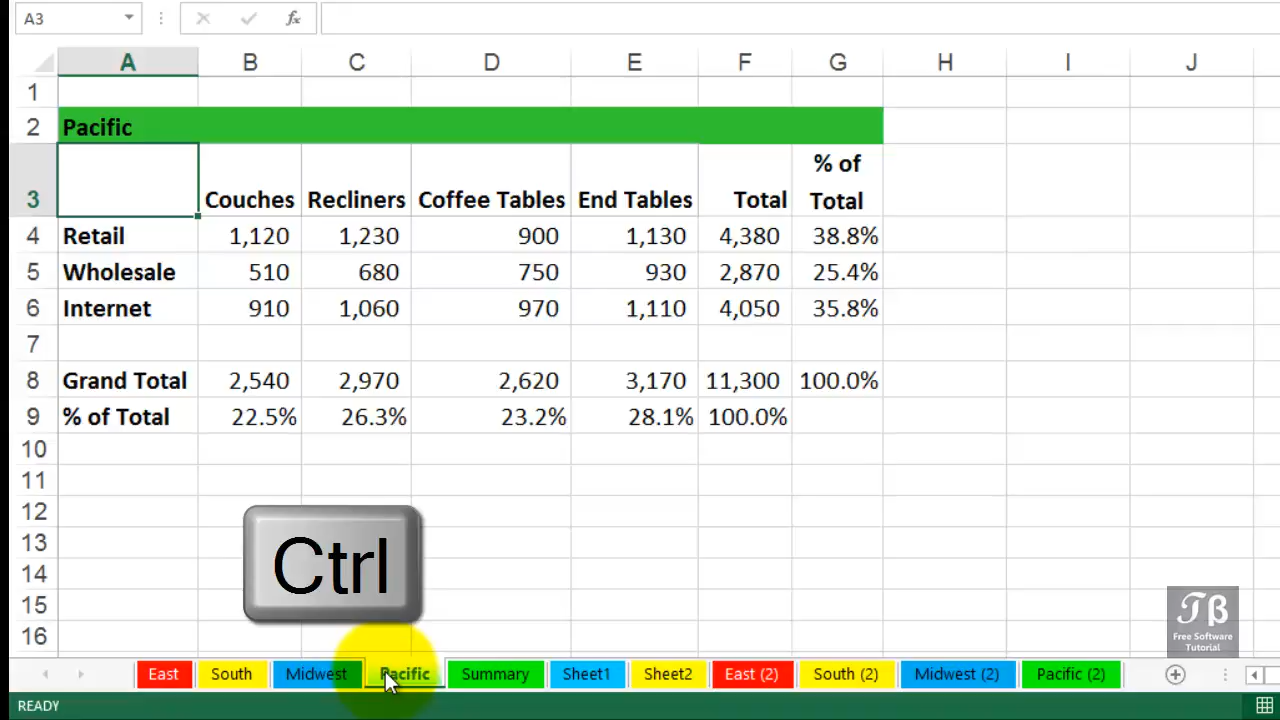 A3 fx
A B C D E F G H I J
1
2 Pacific
% of
3 Couches Recliners Coffee Tables End Tables Total Total
4 Retail 1,120 1,230 900 1,130 4,380 38.8%
5 Wholesale 510 680 750 930 2,870 25.4%
6 Internet 910 1,060 970 1,110 4,050 35.8%
7
8 Grand Total 2,540 2,970 2,620 3,170 11,300 100.0%
9 % of Total 22.5% 26.3% 23.2% 28.1% 100.0%
10
11
12
13
14
15
16
Ctrl
TB
Free Software
Tutorial
East South Midwest Pacific Summary Sheet1 Sheet2 East (2) South (2) Midwest (2) Pacific (2)
READY